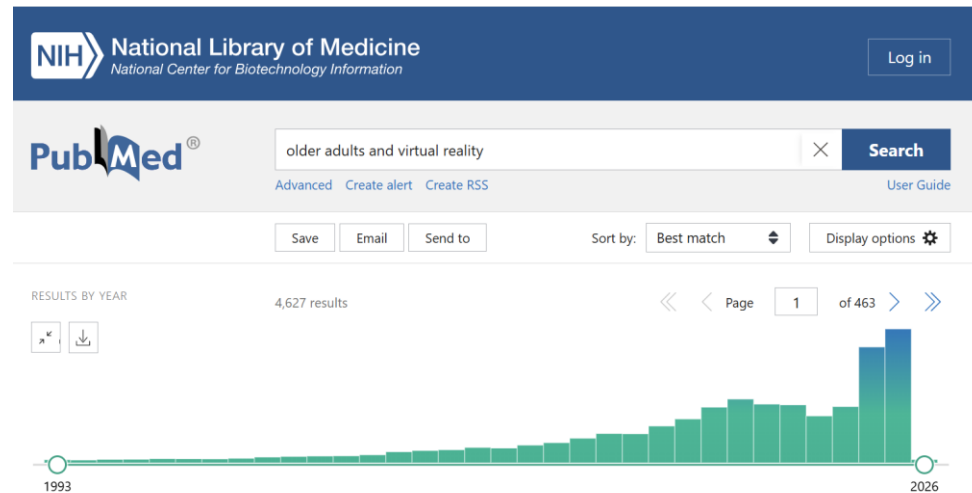 NIH National Library of Medicine
National Center for Biotechnology Information
Log in
PubMed®
older adults and virtual reality
Search
Advanced Create alert Create RSS
User Guide
Save Email Send to
Sort by: Best match
Display options
RESULTS BY YEAR
4,627 results
Page 1 of 463
1993
2026